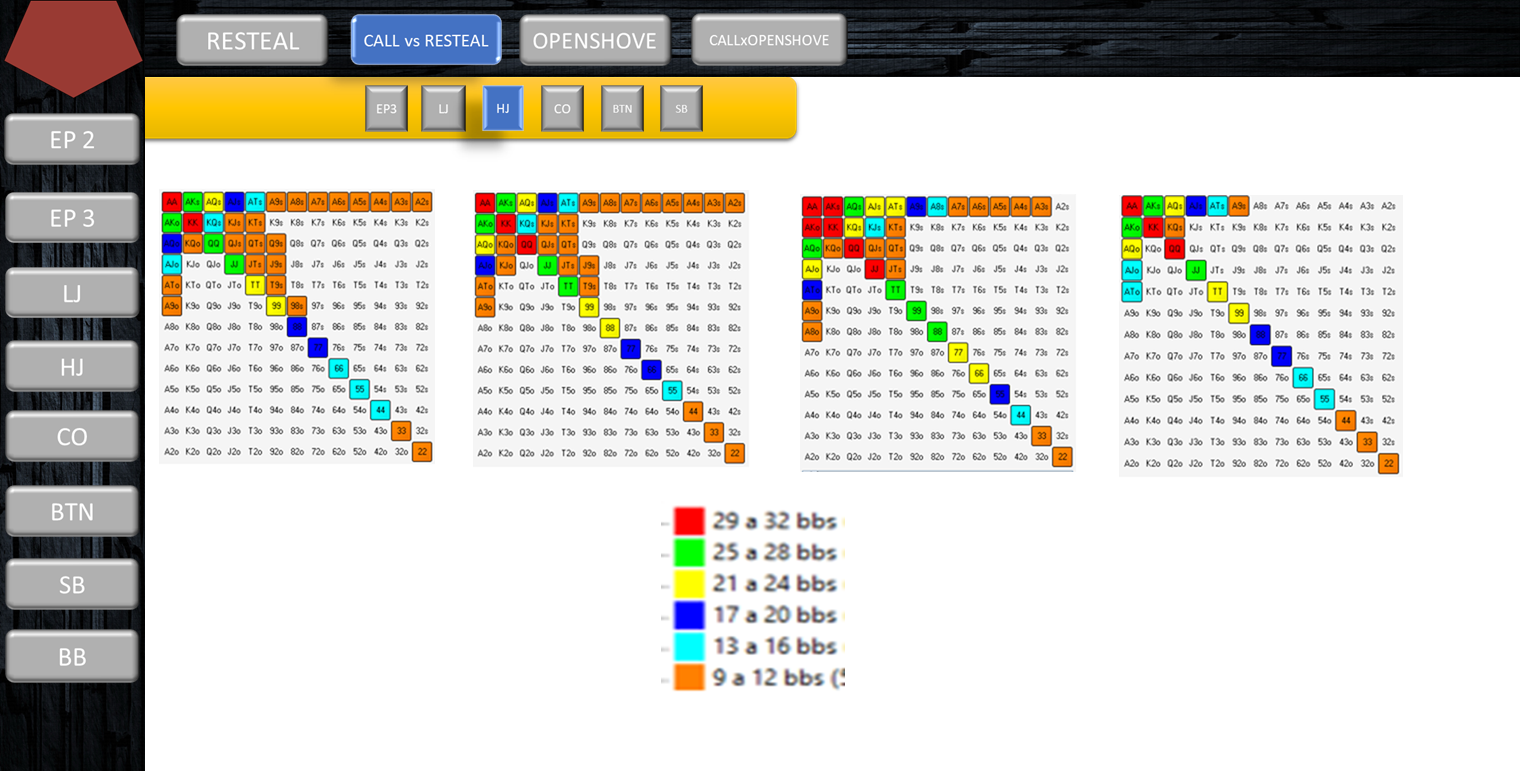 RESTEAL
CALL vs RESTEAL
OPENSHOVE
CALLxOPENSHOVE
EP3 LJ HJ CO BTN SB
EP 2
EP 3
LJ
HJ
CO
BTN
SB
BB
AA AKs AQs AJs ATs A9s A8s A7s A6s A5s A4s A3s A2s
AKo KK KQs KJs KTs K9s K8s K7s K6s K5s K4s K3s K2s
AQo KQo QQ QJs QTs Q9s Q8s Q7s Q6s Q5s Q4s Q3s Q2s
AJo KJo QJo JJ JTs J9s J8s J7s J6s J5s J4s J3s J2s
ATo KTo QTo JTo TT T9s T8s T7s T6s T5s T4s T3s T2s
A9o K9o Q9o J9o T9o 99 98s 97s 96s 95s 94s 93s 92s
A8o K8o Q8o J8o T8o 98o 88 87s 86s 85s 84s 83s 82s
A7o K7o Q7o J7o T7o 97o 87o 77 76s 75s 74s 73s 72s
A6o K6o Q6o J6o T6o 96o 86o 76o 66 65s 64s 63s 62s
A5o K5o Q5o J5o T5o 95o 85o 75o 65o 55 54s 53s 52s
A4o K4o Q4o J4o T4o 94o 84o 74o 64o 54o 44 43s 42s
A3o K3o Q3o J3o T3o 93o 83o 73o 63o 53o 43o 33 32s
A2o K2o Q2o J2o T2o 92o 82o 72o 62o 52o 42o 32o 22
AA AKs AQs AJs ATs A9s A8s A7s A6s A5s A4s A3s A2s
AKo KK KQs KJs KTs K9s K8s K7s K6s K5s K4s K3s K2s
AQo KQo QQ QJs QTs Q9s Q8s Q7s Q6s Q5s Q4s Q3s Q2s
AJo KJo QJo JJ JTs J9s J8s J7s J6s J5s J4s J3s J2s
ATo KTo QTo JTo TT T9s T8s T7s T6s T5s T4s T3s T2s
A9o K9o Q9o J9o T9o 99 98s 97s 96s 95s 94s 93s 92s
A8o K8o Q8o J8o T8o 98o 88 87s 86s 85s 84s 83s 82s
A7o K7o Q7o J7o T7o 97o 87o 77 76s 75s 74s 73s 72s
A6o K6o Q6o J6o T6o 96o 86o 76o 66 65s 64s 63s 62s
A5o K5o Q5o J5o T5o 95o 85o 75o 65o 55 54s 53s 52s
A4o K4o Q4o J4o T4o 94o 84o 74o 64o 54o 44 43s 42s
A3o K3o Q3o J3o T3o 93o 83o 73o 63o 53o 43o 33 32s
A2o K2o Q2o J2o T2o 92o 82o 72o 62o 52o 42o 32o 22
AA AKs AQs AJs ATs A9s A8s A7s A6s A5s A4s A3s A2s
AKo KK KQs KJs KTs K9s K8s K7s K6s K5s K4s K3s K2s
AQo KQo QQ QJs QTs Q9s Q8s Q7s Q6s Q5s Q4s Q3s Q2s
AJo KJo QJo JJ JTs J9s J8s J7s J6s J5s J4s J3s J2s
ATo KTo QTo JTo TT T9s T8s T7s T6s T5s T4s T3s T2s
A9o K9o Q9o J9o T9o 99 98s 97s 96s 95s 94s 93s 92s
A8o K8o Q8o J8o T8o 98o 88 87s 86s 85s 84s 83s 82s
A7o K7o Q7o J7o T7o 97o 87o 77 76s 75s 74s 73s 72s
A6o K6o Q6o J6o T6o 96o 86o 76o 66 65s 64s 63s 62s
A5o K5o Q5o J5o T5o 95o 85o 75o 65o 55 54s 53s 52s
A4o K4o Q4o J4o T4o 94o 84o 74o 64o 54o 44 43s 42s
A3o K3o Q3o J3o T3o 93o 83o 73o 63o 53o 43o 33 32s
A2o K2o Q2o J2o T2o 92o 82o 72o 62o 52o 42o 32o 22
AA AKs AQs AJs ATs A9s A8s A7s A6s A5s A4s A3s A2s
AKo KK KQs KJs KTs K9s K8s K7s K6s K5s K4s K3s K2s
AQo KQo QQ QJs QTs Q9s Q8s Q7s Q6s Q5s Q4s Q3s Q2s
AJo KJo QJo JJ JTs J9s J8s J7s J6s J5s J4s J3s J2s
ATo KTo QTo JTo TT T9s T8s T7s T6s T5s T4s T3s T2s
A9o K9o Q9o J9o T9o 99 98s 97s 96s 95s 94s 93s 92s
A8o K8o Q8o J8o T8o 98o 88 87s 86s 85s 84s 83s 82s
A7o K7o Q7o J7o T7o 97o 87o 77 76s 75s 74s 73s 72s
A6o K6o Q6o J6o T6o 96o 86o 76o 66 65s 64s 63s 62s
A5o K5o Q5o J5o T5o 95o 85o 75o 65o 55 54s 53s 52s
A4o K4o Q4o J4o T4o 94o 84o 74o 64o 54o 44 43s 42s
A3o K3o Q3o J3o T3o 93o 83o 73o 63o 53o 43o 33 32s
A2o K2o Q2o J2o T2o 92o 82o 72o 62o 52o 42o 32o 22
29 a 32 bbs
25 a 28 bbs
21 a 24 bbs
17 a 20 bbs
13 a 16 bbs
9 a 12 bbs